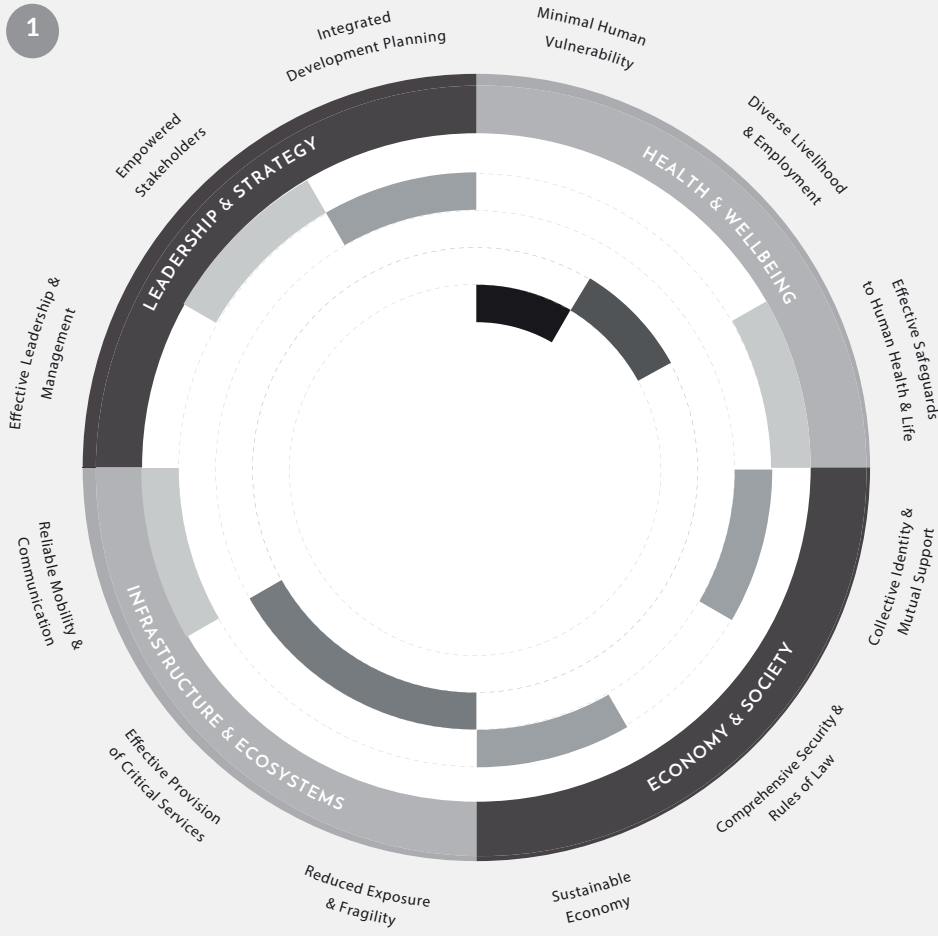 1
Integrated
Development Planning
Minimal Human
Vulnerability
Diverse Livelihood
& Employment
Effective Safeguards
to Human Health & Life
Collective Identity &
Mutual Support
Comprehensive Security &
Rules of Law
Sustainable
Economy
Reduced Exposure
& Fragility
Effective Provision
of Critical Services
Reliable Mobility &
Communication
Effective Leadership &
Management
Empowered
Stakeholders
LEADERSHIP & STRATEGY
HEALTH & WELLBEING
ECONOMY & SOCIETY
INFRASTRUCTURE & ECOSYSTEMS